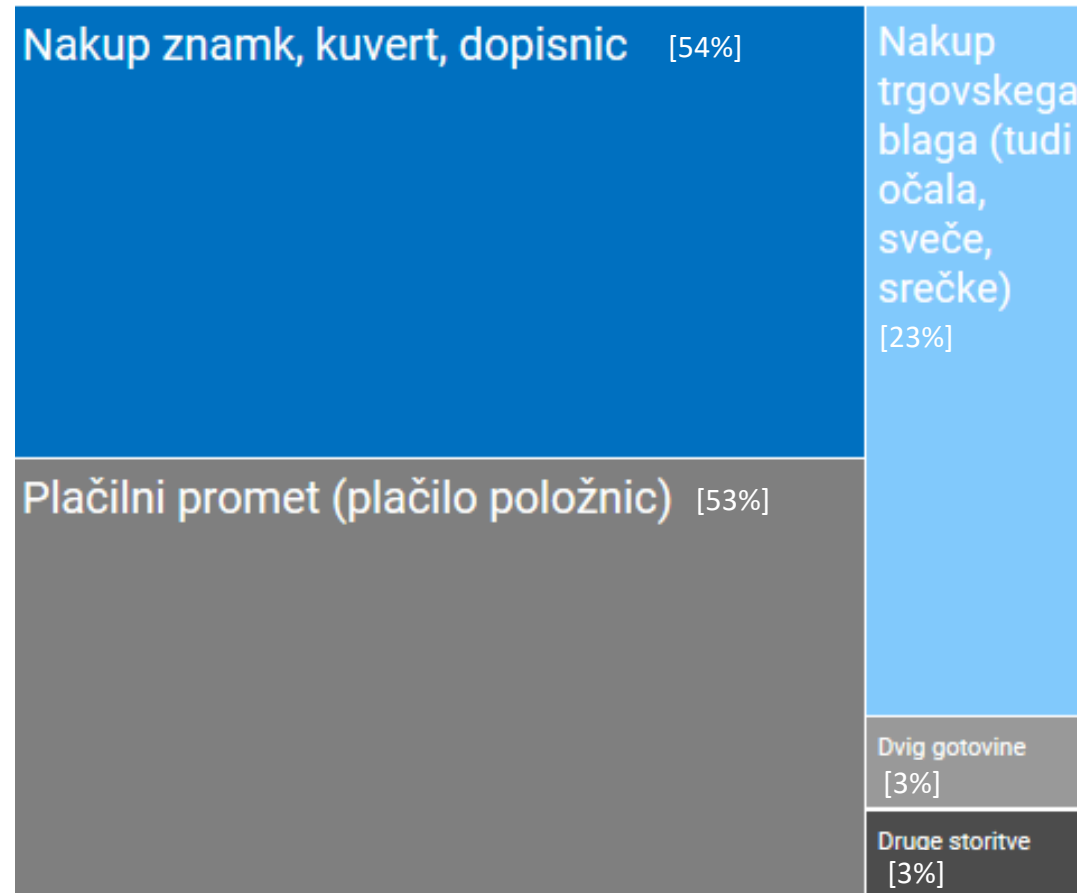 Nakup znamk, kuvert, dopisnic [54%]
Plačilni promet (plačilo položnic) [53%]
Nakup
trgovskega
blaga (tudi
očala,
sveče,
srečke)
[23%]
Dvig gotovine
[3%]
Druge storitve
[3%]